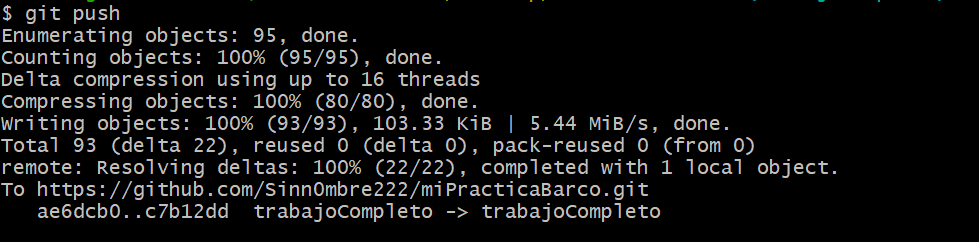 $ git push
Enumerating objects: 95, done.
Counting objects: 100% (95/95), done.
Delta compression using up to 16 threads
Compressing objects: 100% (80/80), done.
Writing objects: 100% (93/93), 103.33 KiB | 5.44 MiB/s, done.
Total 93 (delta 22), reused 0 (delta 0), pack-reused 0 (from 0)
remote: Resolving deltas: 100% (22/22), completed with 1 local object.
To https://github.com/Sinn0mbre222/miPracticaBarco.git
   ae6dcb0..c7b12dd  trabajoCompleto -> trabajoCompleto